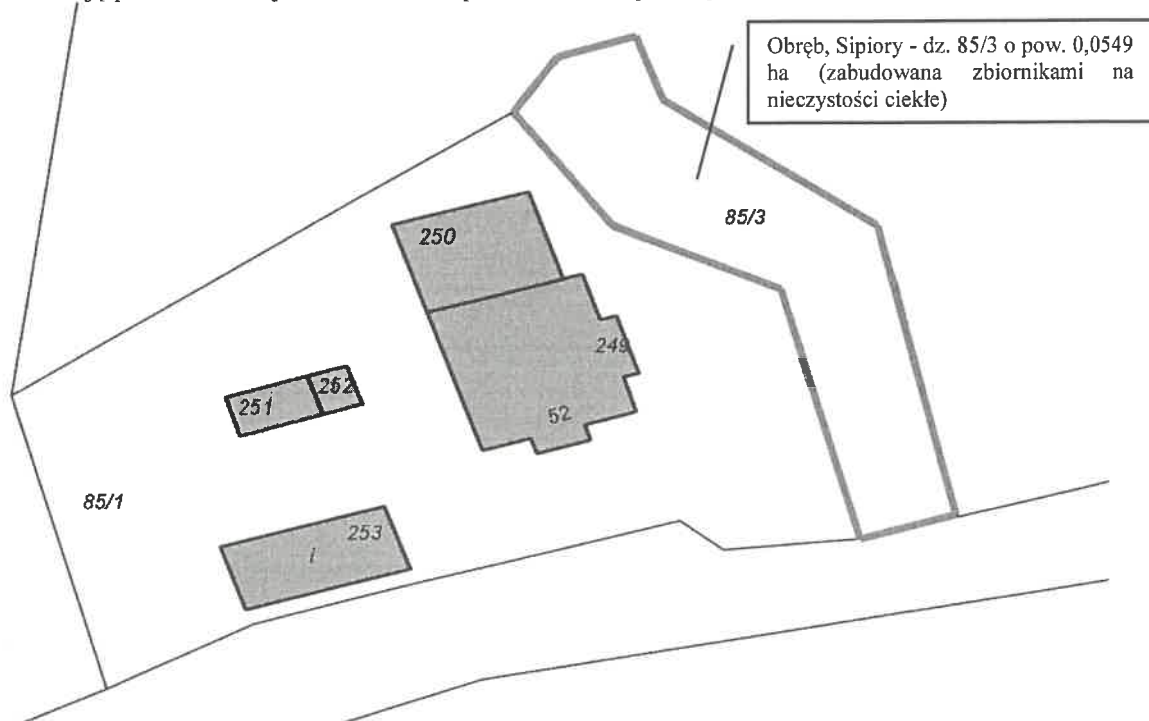 Obręb, Sipiory - dz. 85/3 o pow. 0,0549
ha (zabudowana zbiornikami na
nieczystości ciekłe)
85/3
250
249
252
251 i
52
85/1
253
i